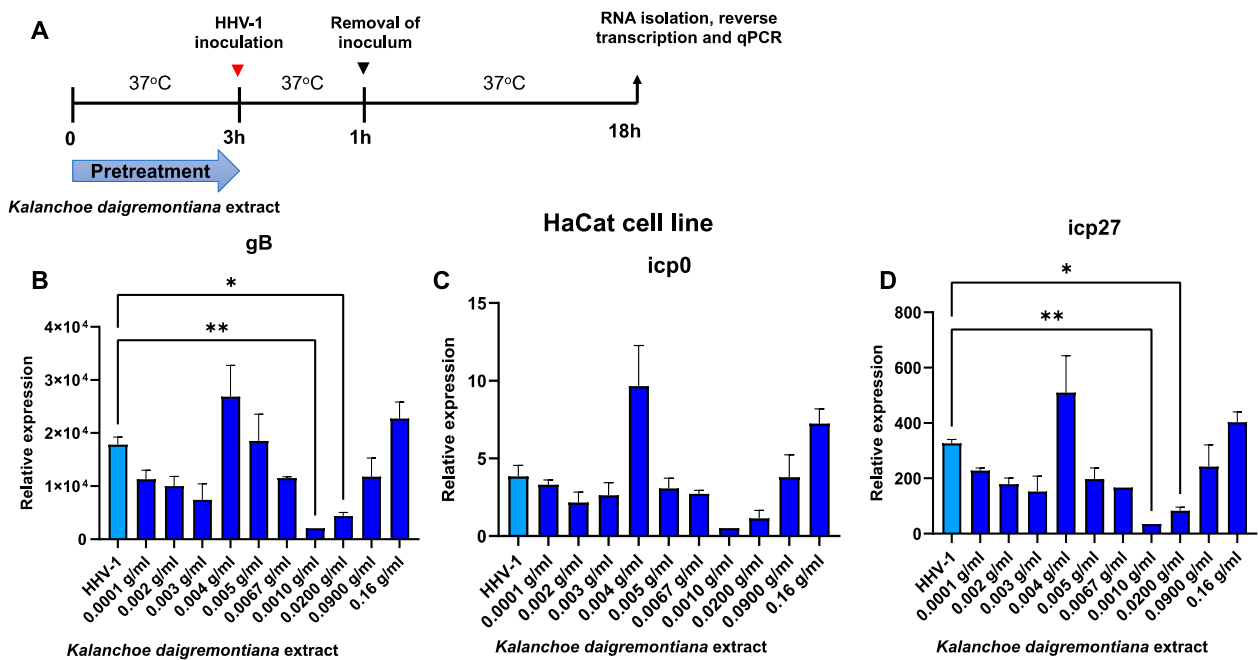 A
HHV-1
inoculation
Removal of
inoculum
RNA isolation, reverse
transcription and qPCR
37°C
37°C
37°C
0
3h
1h
18h
Pretreatment
Kalanchoe daigremontiana extract
HaCat cell line
gB
B
*
**
Relative expression
4×10⁴
3×10⁴
2×10⁴
1×10⁴
0
HHV-1
0.0001 g/ml
0.002 g/ml
0.003 g/ml
0.004 g/ml
0.005 g/ml
0.0067 g/ml
0.0010 g/ml
0.0200 g/ml
0.0900 g/ml
0.16 g/ml
Kalanchoe daigremontiana extract
icp0
C
Relative expression
15
10
5
0
HHV-1
0.0001 g/ml
0.002 g/ml
0.003 g/ml
0.004 g/ml
0.005 g/ml
0.0067 g/ml
0.0010 g/ml
0.0200 g/ml
0.0900 g/ml
0.16 g/ml
Kalanchoe daigremontiana extract
icp27
D
*
**
Relative expression
800
600
400
200
0
HHV-1
0.0001 g/ml
0.002 g/ml
0.003 g/ml
0.004 g/ml
0.005 g/ml
0.0067 g/ml
0.0010 g/ml
0.0200 g/ml
0.0900 g/ml
0.16 g/ml
Kalanchoe daigremontiana extract